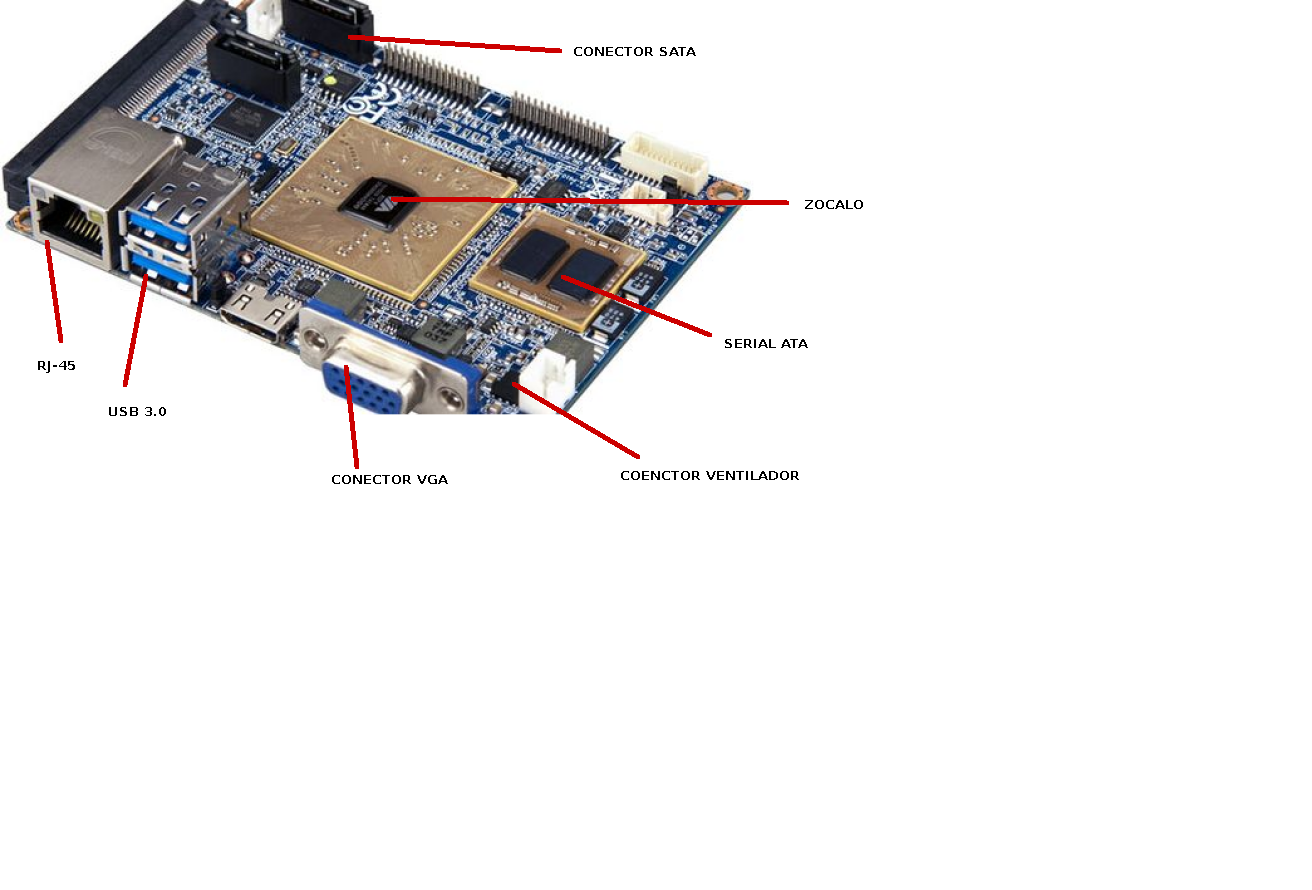 CONECTOR SATA
ZOCALO
SERIAL ATA
RJ-45
USB 3.0
COENCTOR VENTILADOR
CONECTOR VGA